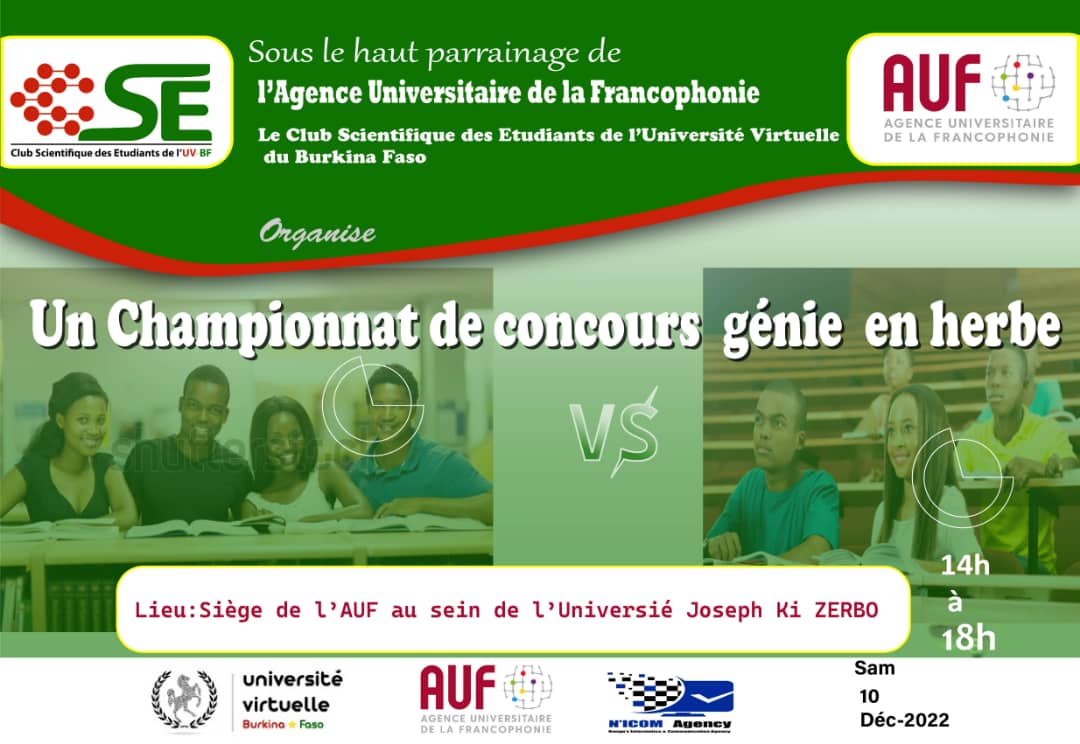 Sous le haut parrainage de
l'Agence Universitaire de la Francophonie
Le Club Scientifique des Etudiants de l'Université Virtuelle
du Burkina Faso
SE
Club Scientifique des Etudiants de l'UV-BF
AUF
AGENCE UNIVERSITAIRE
DE LA FRANCOPHONIE
Organise
Un Championnat de concours génie en herbe
VS
shutterstock
14h
à
18h
Lieu:Siège de l'AUF au sein de l'Universié Joseph Ki ZERBO
université
virtuelle
Burkina Faso
AUF
AGENCE UNIVERSITAIRE
DE LA FRANCOPHONIE
N'ICOM Agency
Sam
10
Déc-2022